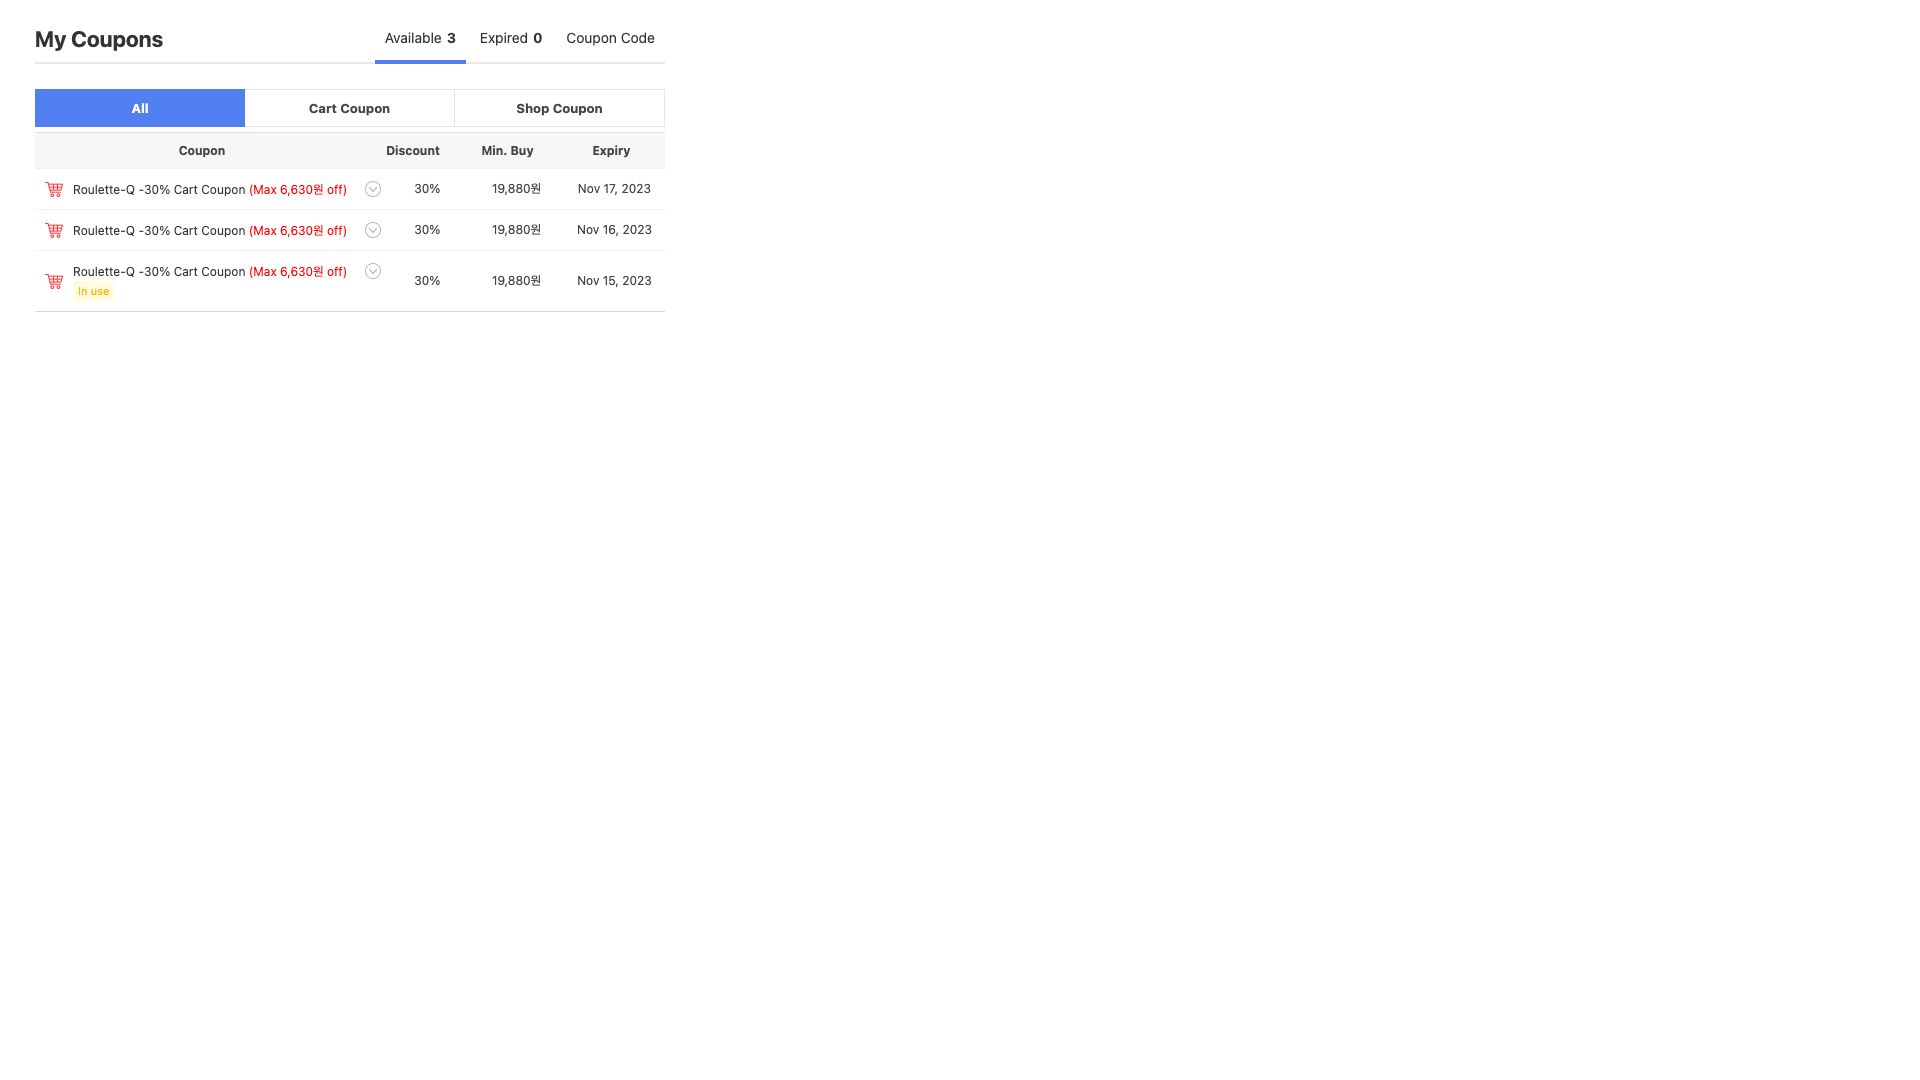 My Coupons
Available 3 Expired 0 Coupon Code
All Cart Coupon Shop Coupon
Coupon Discount Min. Buy Expiry
Roulette-Q -30% Cart Coupon (Max 6,630원 off) 30% 19,880원 Nov 17, 2023
Roulette-Q -30% Cart Coupon (Max 6,630원 off) 30% 19,880원 Nov 16, 2023
Roulette-Q -30% Cart Coupon (Max 6,630원 off) 30% 19,880원 Nov 15, 2023
In use